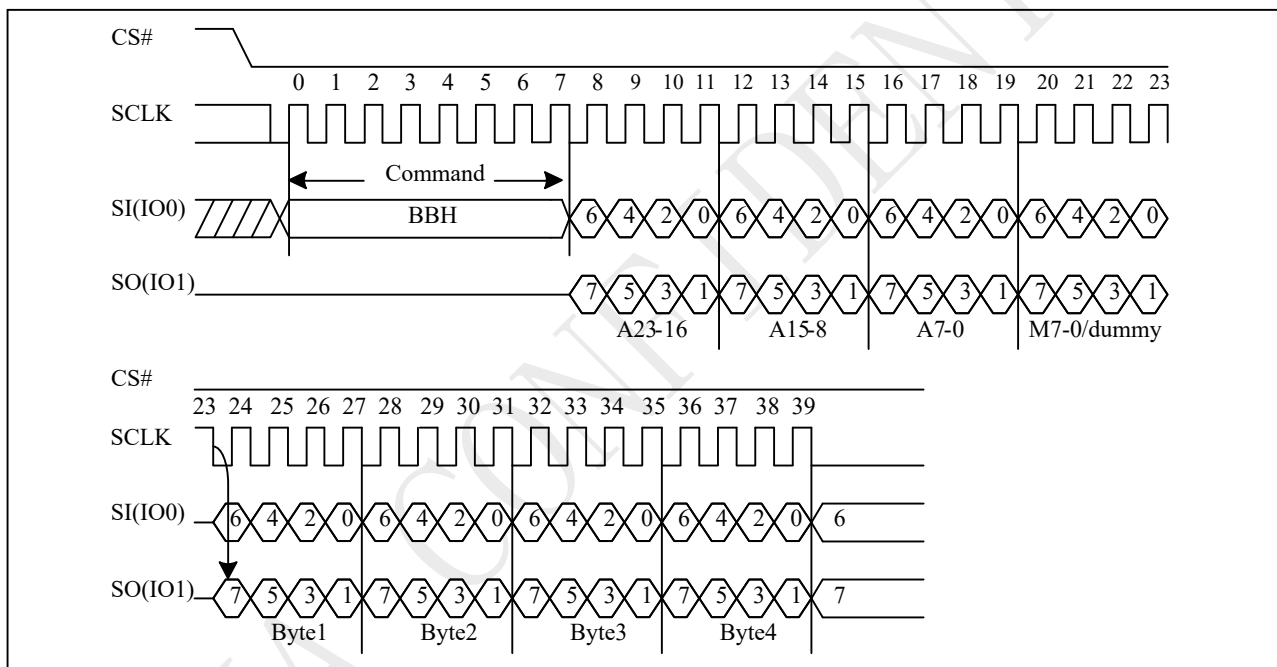 CS#
0 1 2 3 4 5 6 7 8 9 10 11 12 13 14 15 16 17 18 19 20 21 22 23
SCLK
Command
SI(IO0) BBH 6 4 2 0 6 4 2 0 6 4 2 0 6 4 2 0
SO(IO1) 7 5 3 1 7 5 3 1 7 5 3 1 7 5 3 1
A23-16 A15-8 A7-0 M7-0/dummy
CS#
23 24 25 26 27 28 29 30 31 32 33 34 35 36 37 38 39
SCLK
SI(IO0) 6 4 2 0 6 4 2 0 6 4 2 0 6 4 2 0 6
SO(IO1) 7 5 3 1 7 5 3 1 7 5 3 1 7 5 3 1 7
Byte1 Byte2 Byte3 Byte4